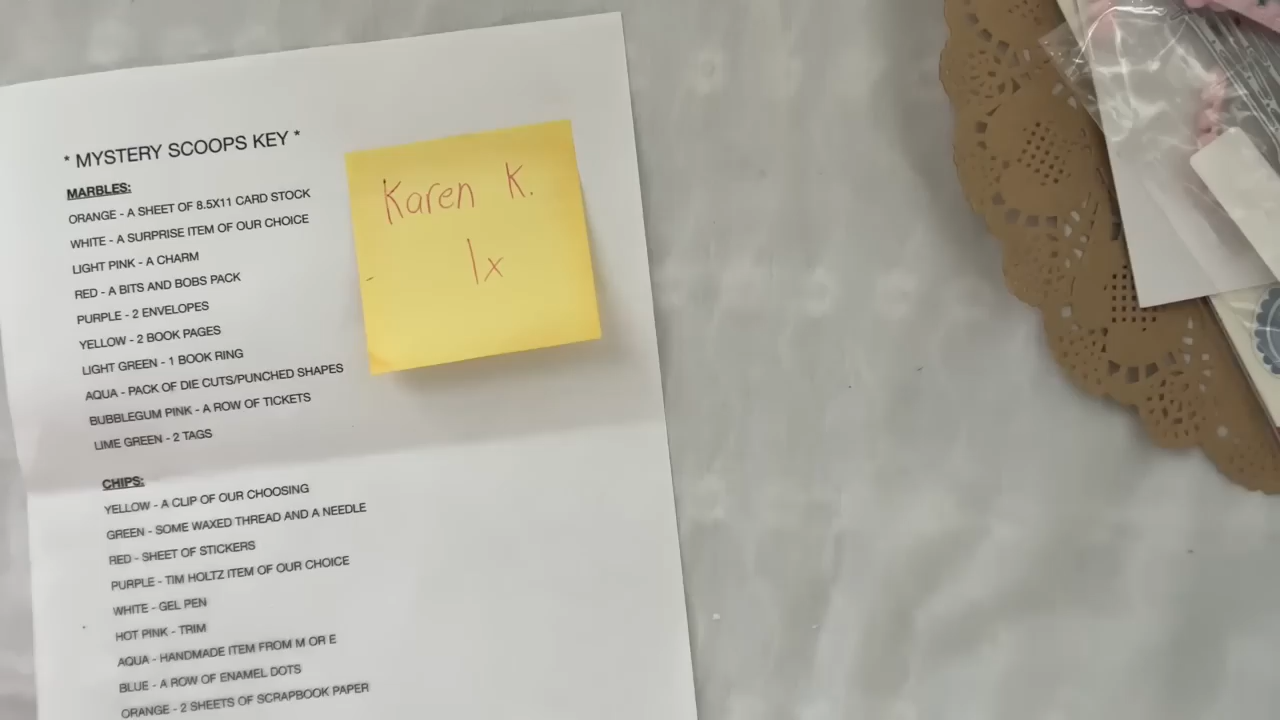 * MYSTERY SCOOPS KEY *
MARBLES:
ORANGE - A SHEET OF 8.5X11 CARD STOCK
WHITE - A SURPRISE ITEM OF OUR CHOICE
LIGHT PINK - A CHARM
RED - A BITS AND BOBS PACK
PURPLE - 2 ENVELOPES
YELLOW - 2 BOOK PAGES
LIGHT GREEN - 1 BOOK RING
AQUA - PACK OF DIE CUTS/PUNCHED SHAPES
BUBBLEGUM PINK - A ROW OF TICKETS
LIME GREEN - 2 TAGS
CHIPS:
YELLOW - A CLIP OF OUR CHOOSING
GREEN - SOME WAXED THREAD AND A NEEDLE
RED - SHEET OF STICKERS
PURPLE - TIM HOLTZ ITEM OF OUR CHOICE
WHITE - GEL PEN
HOT PINK - TRIM
AQUA - HANDMADE ITEM FROM M OR E
BLUE - A ROW OF ENAMEL DOTS
ORANGE - 2 SHEETS OF SCRAPBOOK PAPER
Karen K.
1x